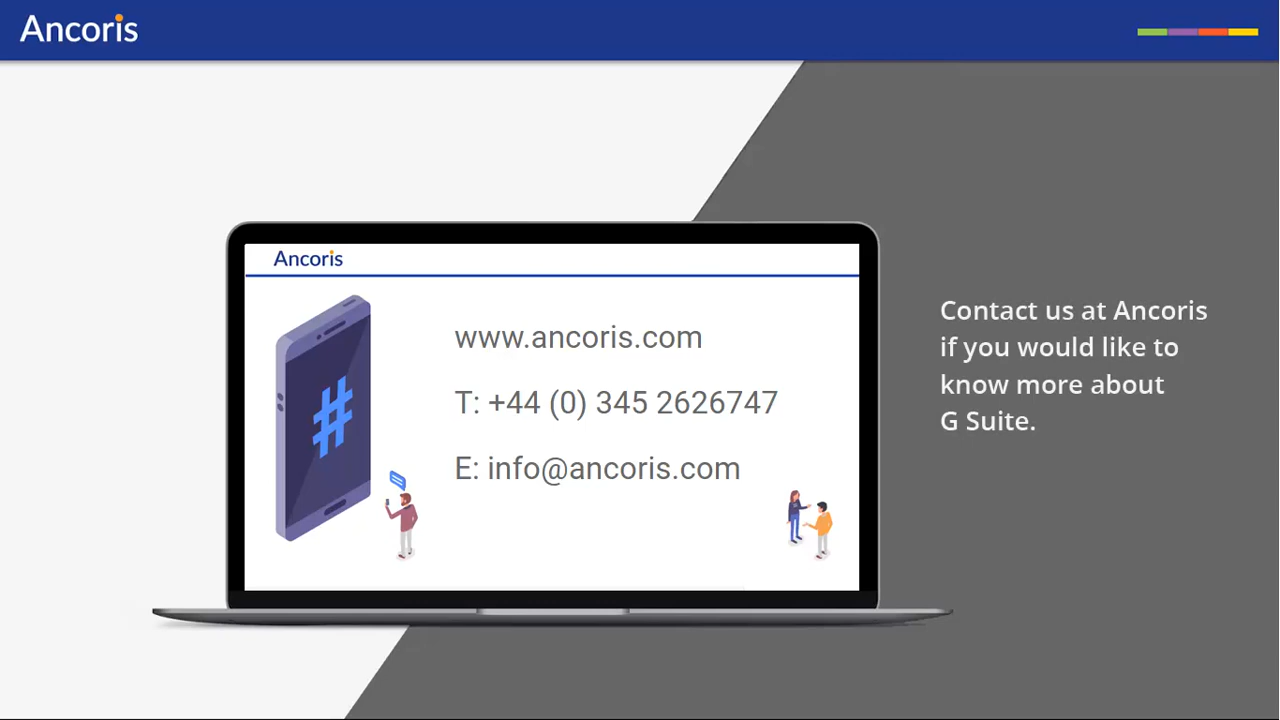 Ancoris
Ancoris
www.ancoris.com
T: +44 (0) 345 2626747
E: info@ancoris.com
#
Contact us at Ancoris
if you would like to
know more about
G Suite.